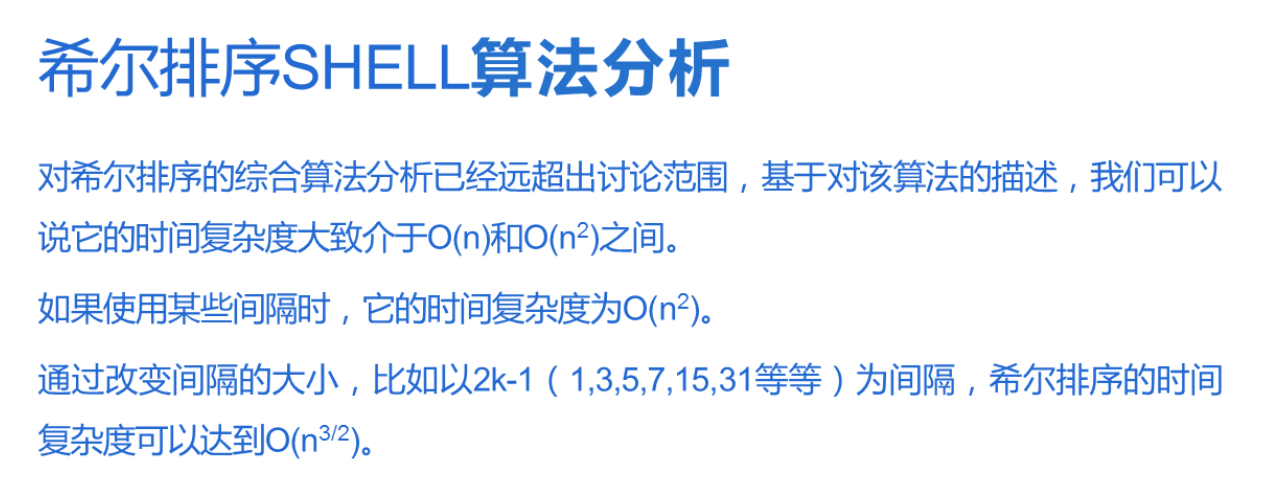 希尔排序SHELL算法分析
对希尔排序的综合算法分析已经远超出讨论范围，基于对该算法的描述，我们可以
说它的时间复杂度大致介于O(n)和O(n²)之间。
如果使用某些间隔时，它的时间复杂度为O(n²)。
通过改变间隔的大小，比如以2k-1（1,3,5,7,15,31等等）为间隔，希尔排序的时间
复杂度可以达到O(n³/²)。